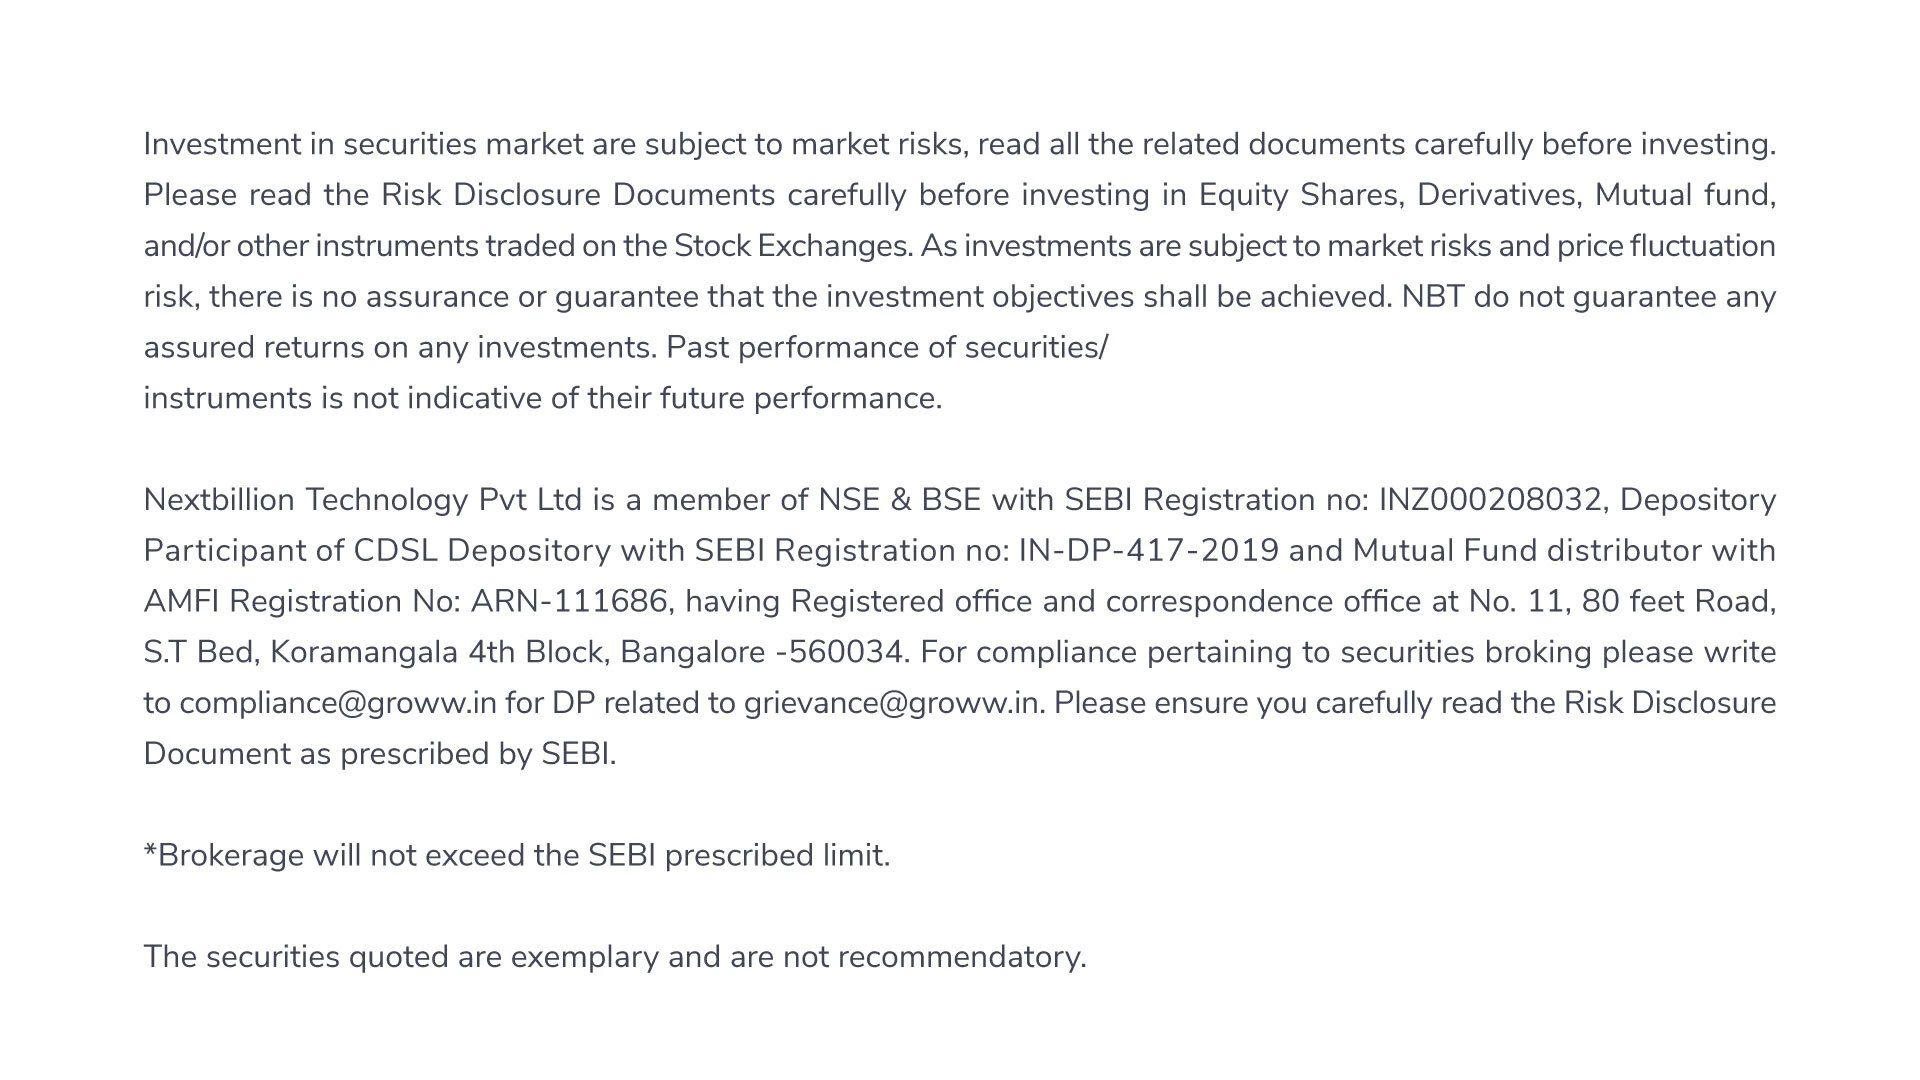 Investment in securities market are subject to market risks, read all the related documents carefully before investing.
Please read the Risk Disclosure Documents carefully before investing in Equity Shares, Derivatives, Mutual fund,
and/or other instruments traded on the Stock Exchanges. As investments are subject to market risks and price fluctuation
risk, there is no assurance or guarantee that the investment objectives shall be achieved. NBT do not guarantee any
assured returns on any investments. Past performance of securities/
instruments is not indicative of their future performance.
Nextbillion Technology Pvt Ltd is a member of NSE & BSE with SEBI Registration no: INZ000208032, Depository
Participant of CDSL Depository with SEBI Registration no: IN-DP-417-2019 and Mutual Fund distributor with
AMFI Registration No: ARN-111686, having Registered office and correspondence office at No. 11, 80 feet Road,
S.T Bed, Koramangala 4th Block, Bangalore -560034. For compliance pertaining to securities broking please write
to compliance@groww.in for DP related to grievance@groww.in. Please ensure you carefully read the Risk Disclosure
Document as prescribed by SEBI.
*Brokerage will not exceed the SEBI prescribed limit.
The securities quoted are exemplary and are not recommendatory.